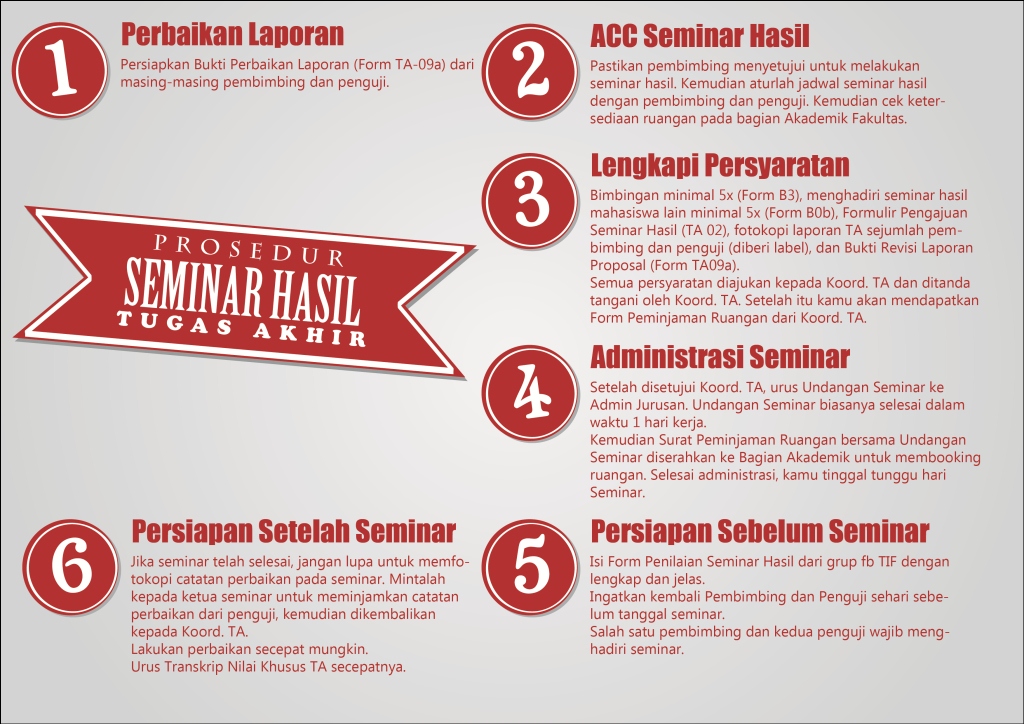 1
Perbaikan Laporan
Persiapkan Bukti Perbaikan Laporan (Form TA-09a) dari
masing-masing pembimbing dan penguji.
2
ACC Seminar Hasil
Pastikan pembimbing menyetujui untuk melakukan
seminar hasil. Kemudian aturlah jadwal seminar hasil
dengan pembimbing dan penguji. Kemudian cek keter-
sediaan ruangan pada bagian Akademik Fakultas.
PROSEDUR
SEMINAR HASIL
TUGAS AKHIR
3
Lengkapi Persyaratan
Bimbingan minimal 5x (Form B3), menghadiri seminar hasil
mahasiswa lain minimal 5x (Form B0b), Formulir Pengajuan
Seminar Hasil (TA 02), fotokopi laporan TA sejumlah pem-
bimbing dan penguji (diberi label), dan Bukti Revisi Laporan
Proposal (Form TA09a).
Semua persyaratan diajukan kepada Koord. TA dan ditanda
tangani oleh Koord. TA. Setelah itu kamu akan mendapatkan
Form Peminjaman Ruangan dari Koord. TA.
4
Administrasi Seminar
Setelah disetujui Koord. TA, urus Undangan Seminar ke
Admin Jurusan. Undangan Seminar biasanya selesai dalam
waktu 1 hari kerja.
Kemudian Surat Peminjaman Ruangan bersama Undangan
Seminar diserahkan ke Bagian Akademik untuk membooking
ruangan. Selesai administrasi, kamu tinggal tunggu hari
Seminar.
5
Persiapan Sebelum Seminar
Isi Form Penilaian Seminar Hasil dari grup fb TIF dengan
lengkap dan jelas.
Ingatkan kembali Pembimbing dan Penguji sehari sebe-
lum tanggal seminar.
Salah satu pembimbing dan kedua penguji wajib meng-
hadiri seminar.
6
Persiapan Setelah Seminar
Jika seminar telah selesai, jangan lupa untuk memfo-
tokopi catatan perbaikan pada seminar. Mintalah
kepada ketua seminar untuk meminjamkan catatan
perbaikan dari penguji, kemudian dikembalikan
kepada Koord. TA.
Lakukan perbaikan secepat mungkin.
Urus Transkrip Nilai Khusus TA secepatnya.